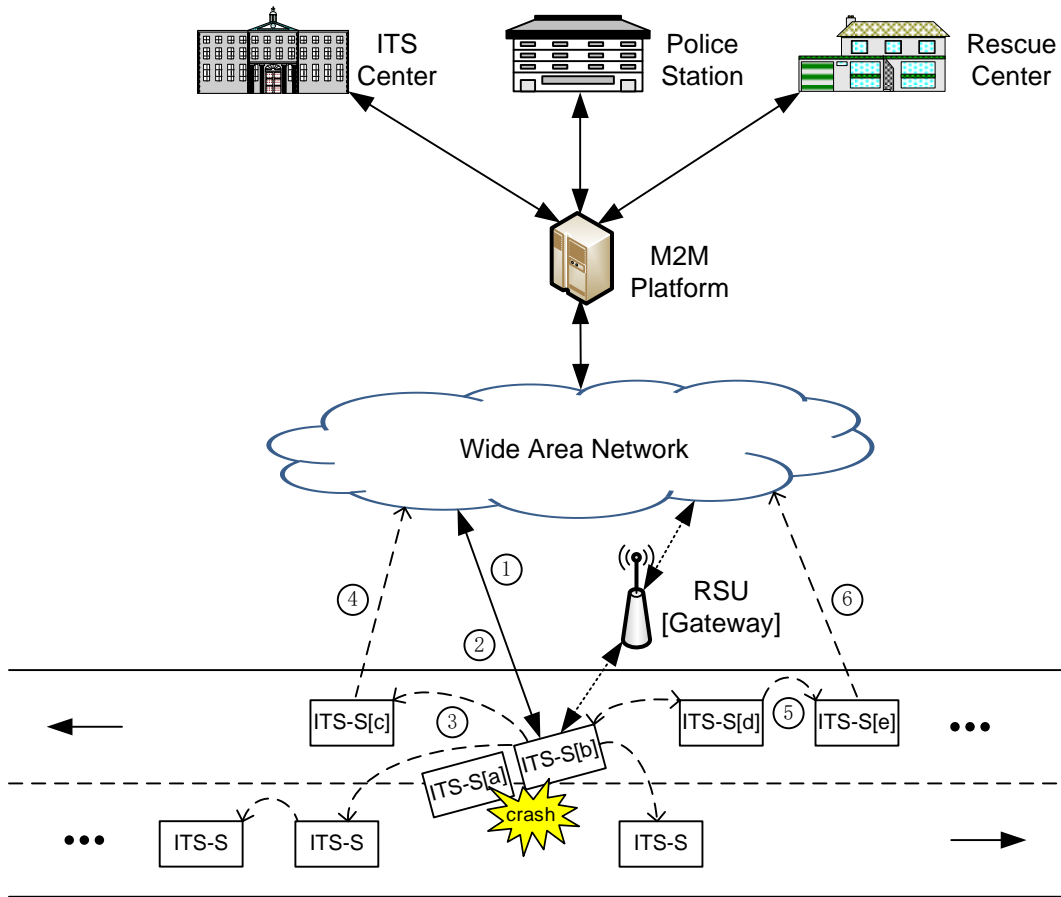 ITS
Center
Police
Station
Rescue
Center
M2M
Platform
Wide Area Network
①
②
③
④
⑤
⑥
RSU
[Gateway]
ITS-S[c]
ITS-S[d]
ITS-S[e]
•••
ITS-S[b]
ITS-S[a]
crash
•••
ITS-S
ITS-S
ITS-S